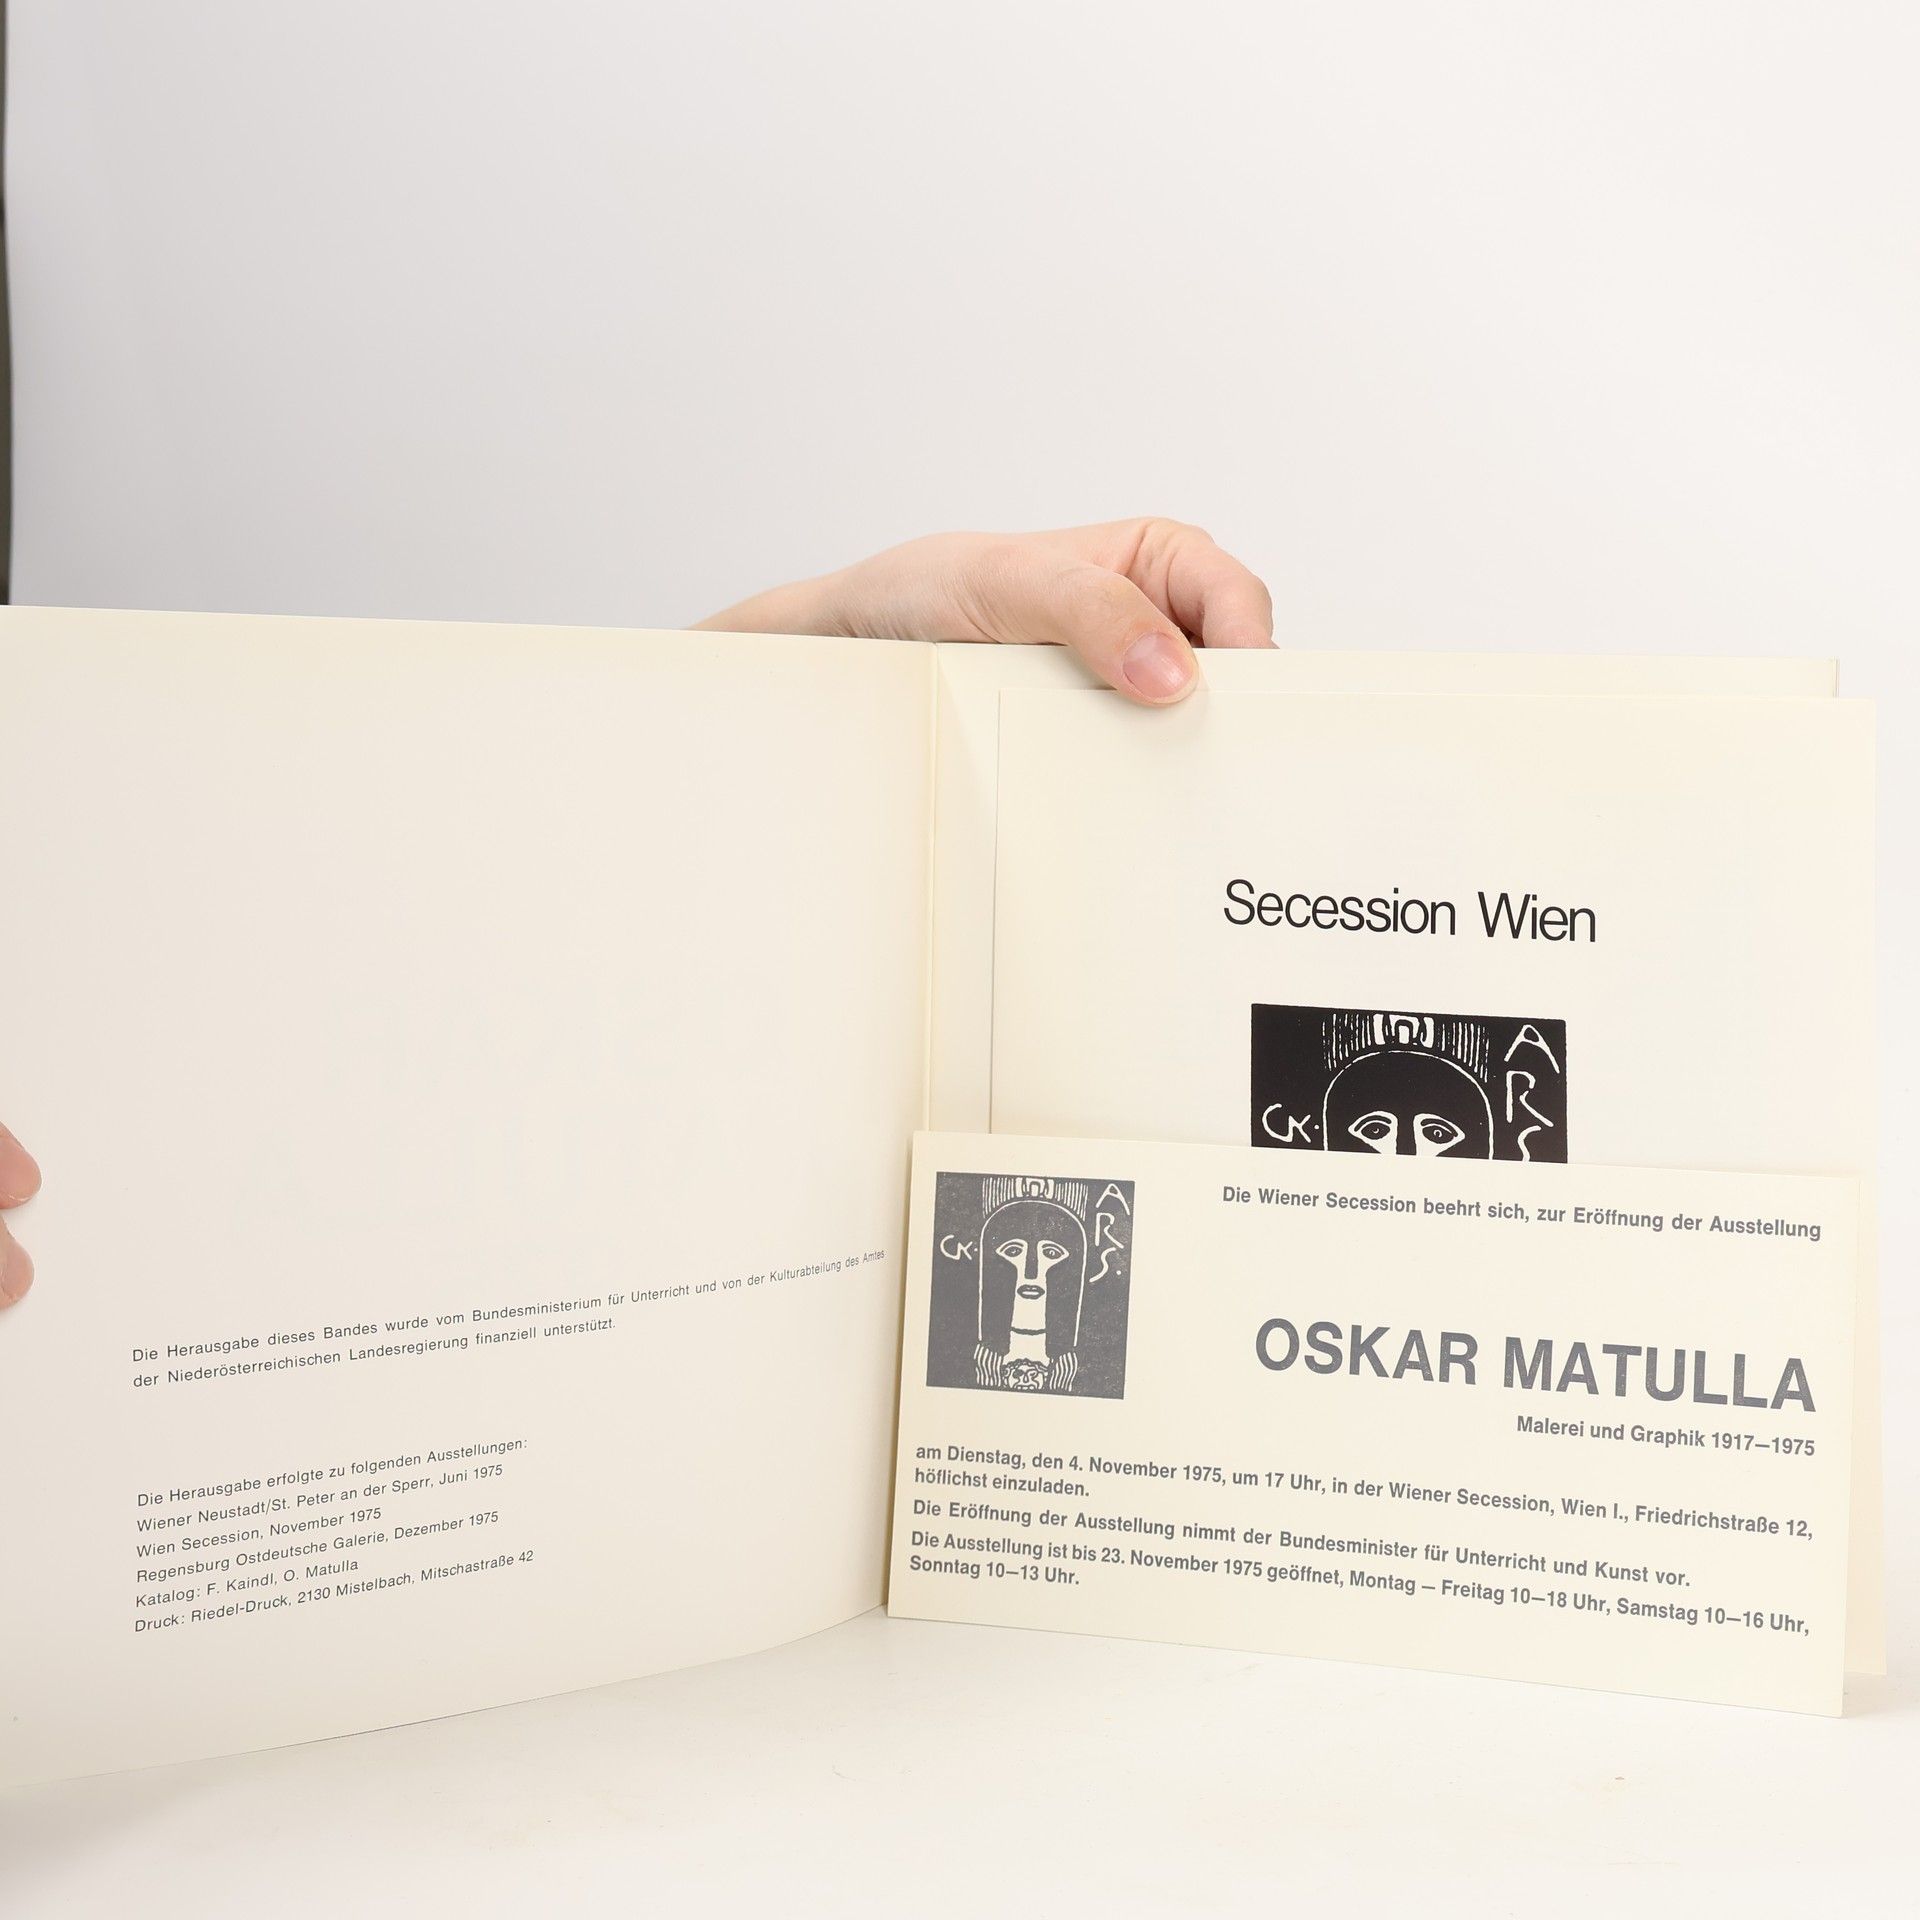 Die Herausgabe dieses Bandes wurde vom Bundesministerium für Unterricht und von der Kulturabteilung des Amtes
der Niederösterreichischen Landesregierung finanziell unterstützt.
Die Herausgabe erfolgte zu folgenden Ausstellungen:
Wiener Neustadt/St. Peter an der Sperr, Juni 1975
Wien Secession, November 1975
Regensburg Ostdeutsche Galerie, Dezember 1975
Katalog: F. Kaindl, O. Matulla
Druck: Riedel-Druck, 2130 Mistelbach, Mitschastraße 42
Secession Wien
A
R
S
CK.
A
R
S.
CK.
Die Wiener Secession beehrt sich, zur Eröffnung der Ausstellung
OSKAR MATULLA
Malerei und Graphik 1917—1975
am Dienstag, den 4. November 1975, um 17 Uhr, in der Wiener Secession, Wien I., Friedrichstraße 12,
höflichst einzuladen.
Die Eröffnung der Ausstellung nimmt der Bundesminister für Unterricht und Kunst vor.
Die Ausstellung ist bis 23. November 1975 geöffnet, Montag — Freitag 10—18 Uhr, Samstag 10—16 Uhr,
Sonntag 10—13 Uhr.